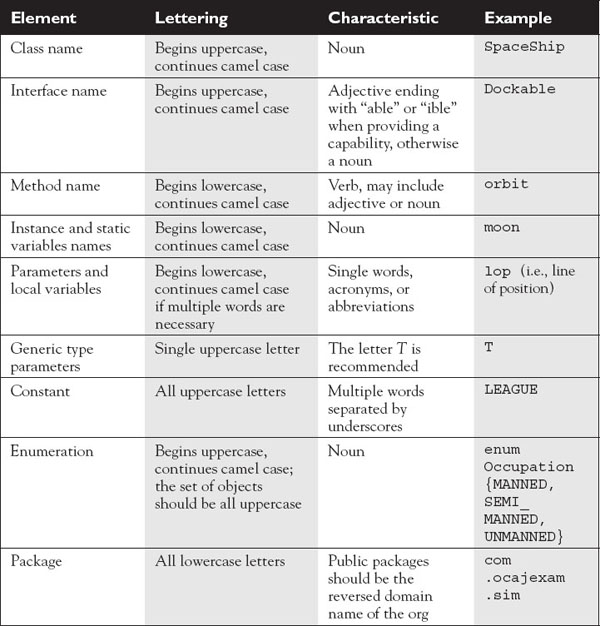 Element Lettering Characteristic Example
Class name Begins uppercase, Noun SpaceShip
continues camel case
Interface name Begins uppercase, Adjective ending Dockable
continues camel case with “able” or “ible”
when providing a
capability, otherwise
a noun
Method name Begins lowercase, Verb, may include orbit
continues camel case adjective or noun
Instance and static Begins lowercase, Noun moon
variables names continues camel case
Parameters and Begins lowercase, Single words, lop (i.e., line
local variables continues camel case acronyms, or of position)
if multiple words are abbreviations
necessary
Generic type Single uppercase letter The letter T is T
parameters recommended
Constant All uppercase letters Multiple words LEAGUE
separated by
underscores
Enumeration Begins uppercase, Noun enum
continues camel case; Occupation
the set of objects {MANNED,
should be all uppercase SEMI_
MANNED,
UNMANNED}
Package All lowercase letters Public packages com
should be the .ocajexam
reversed domain .sim
name of the org